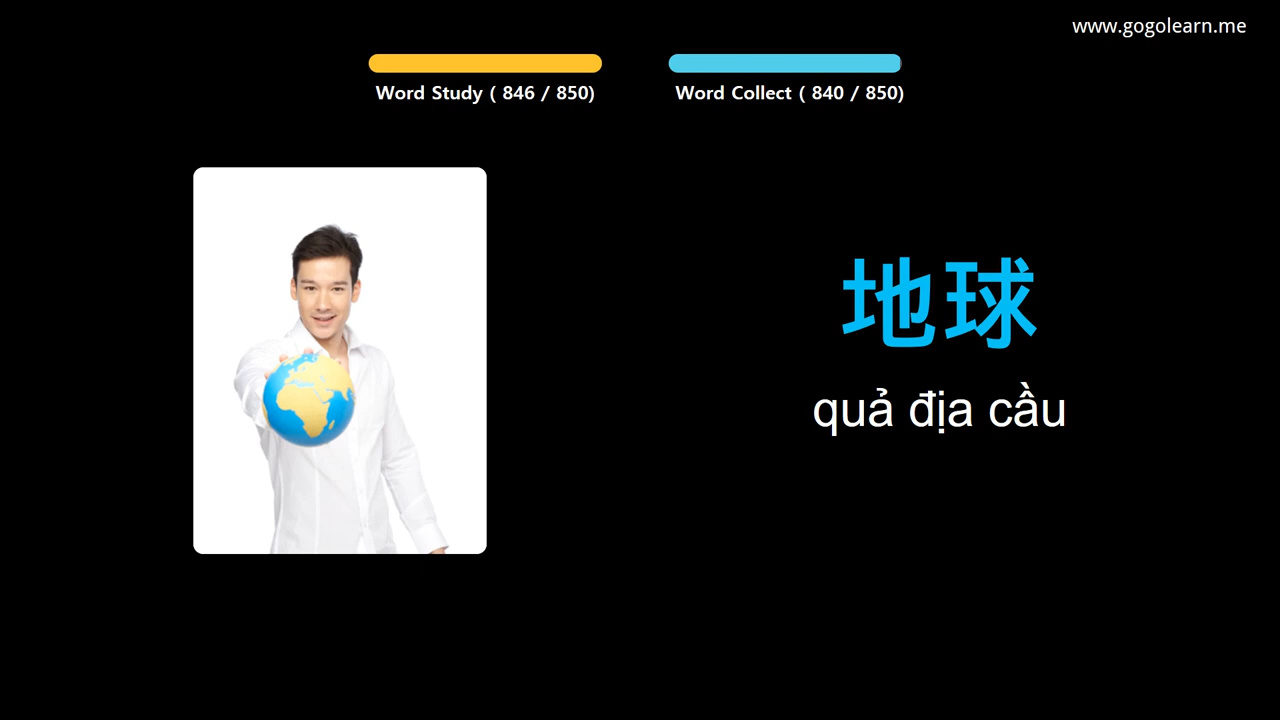 www.gogolearn.me
Word Study ( 846 / 850)
Word Collect ( 840 / 850)
地球
quả địa cầu